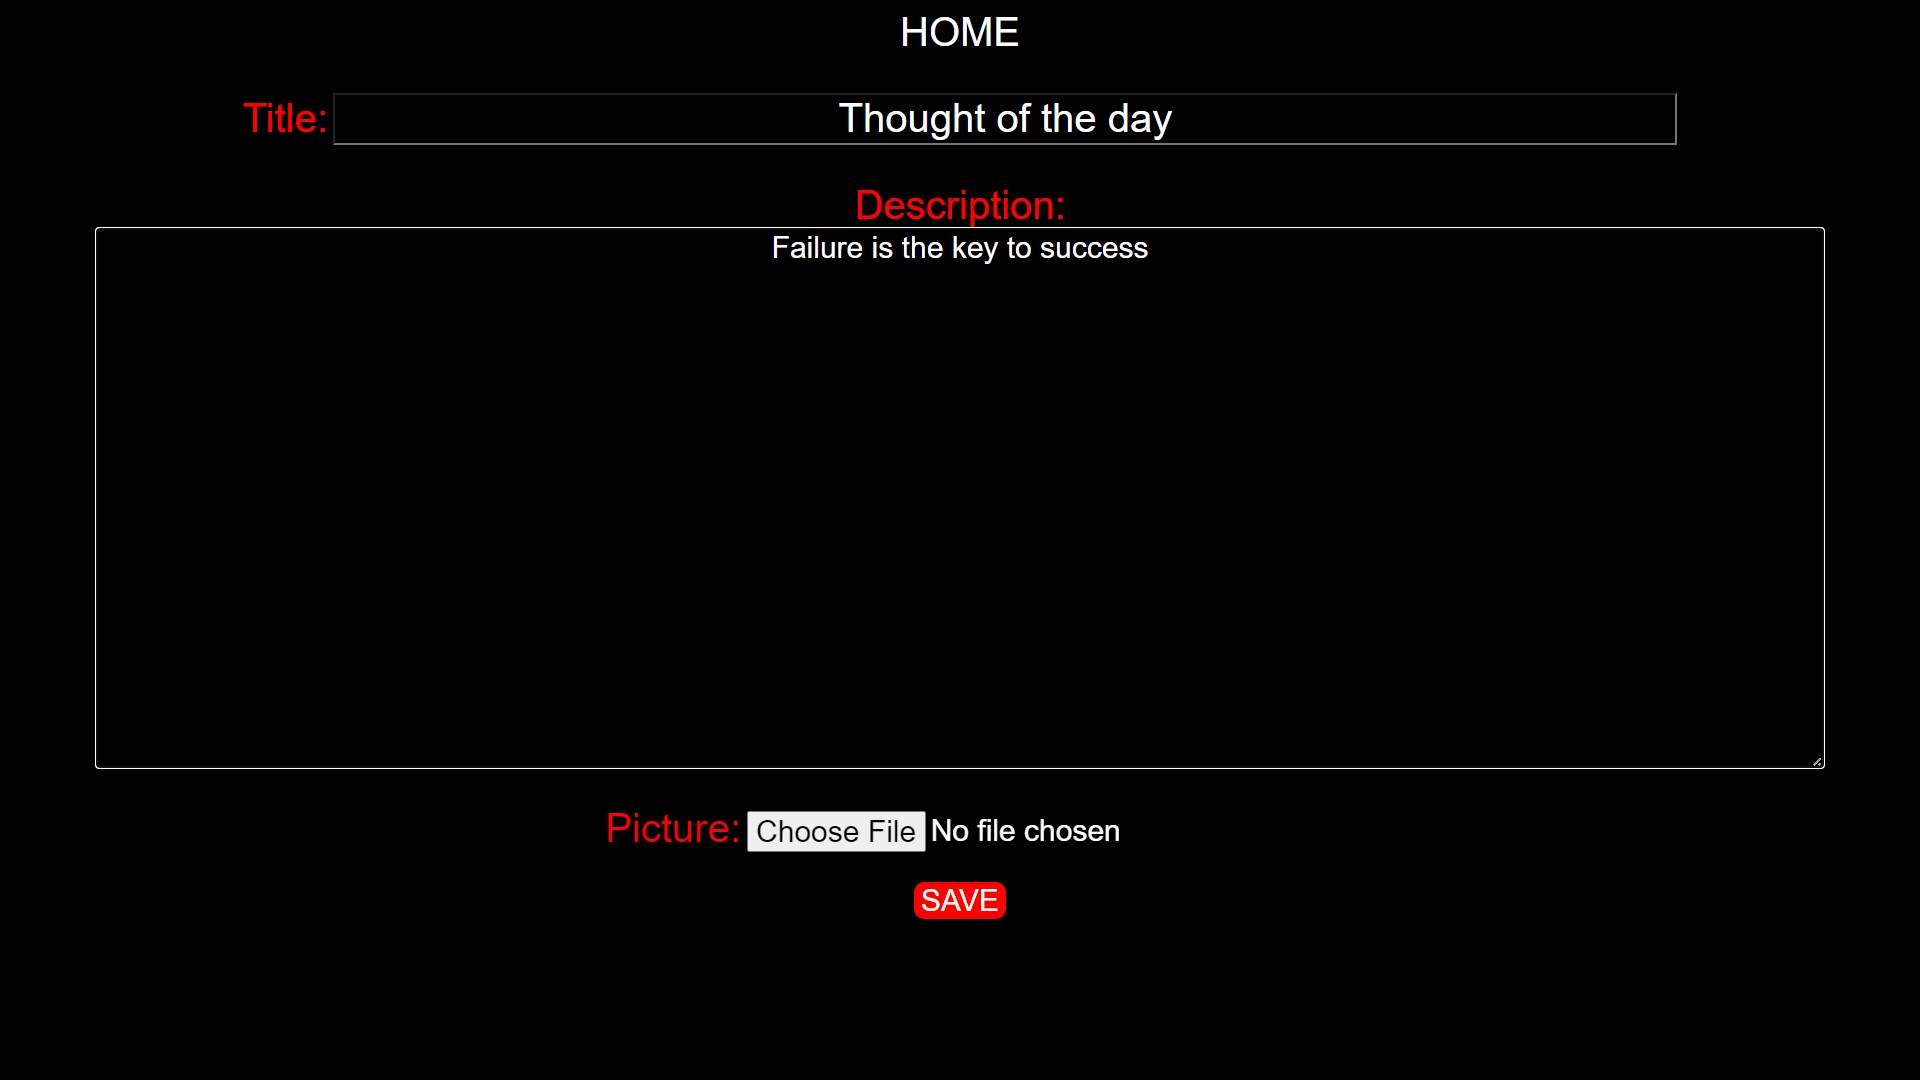 HOME
Title: Thought of the day
Description:
Failure is the key to success
Picture: Choose File No file chosen
SAVE